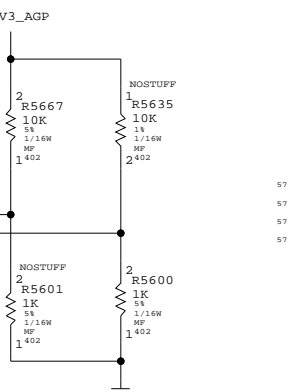 V3_AGP
2
R5667
10K
5%
1/16W
MF
1 402
NOSTUFF
1
R5635
10K
1%
1/16W
MF
2 402
57
57
57
57
NOSTUFF
2
R5601
1K
5%
1/16W
MF
1 402
2
R5600
1K
5%
1/16W
MF
1 402